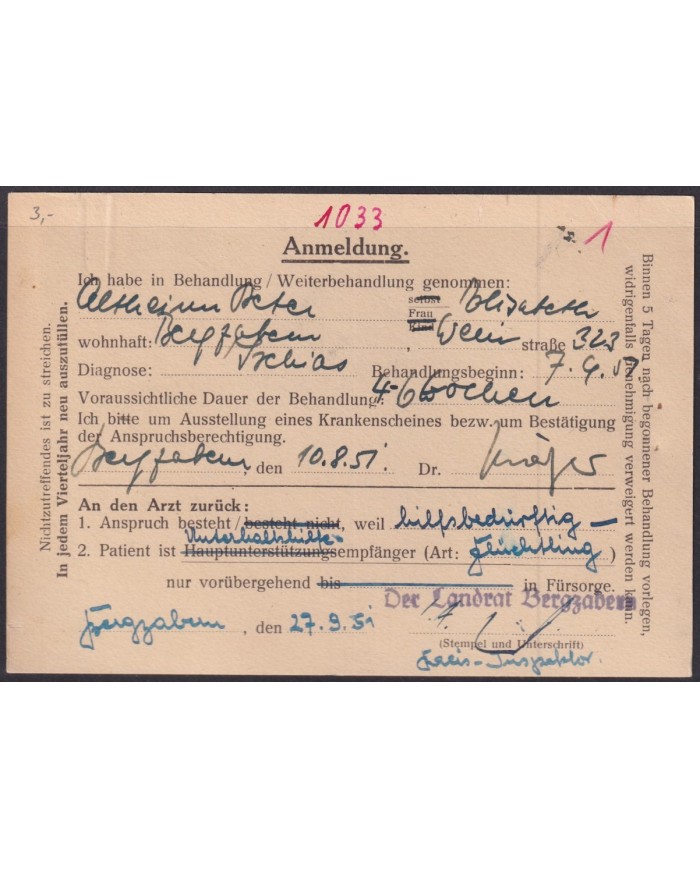 3,-
1033
1
Anmeldung.
Ich habe in Behandlung/Weiterbehandlung genommen:
Peter selbst Elisabeth
Frau
Kind
wohnhaft: Bergzabern, Wein straße 323
Diagnose: Ischias Behandlungsbeginn: 7.9.51
Voraussichtliche Dauer der Behandlung: 4-6 Wochen
Ich bitte um Ausstellung eines Krankenscheines bezw. um Bestätigung
der Anspruchsberechtigung.
Bergzabern, den 10.8.51. Dr.
An den Arzt zurück:
1. Anspruch besteht/besteht nicht, weil hilfsbedürftig —
Unterhaltshilfe-
2. Patient ist Hauptunterstützungsempfänger (Art: Flüchtling)
nur vorübergehend bis in Fürsorge.
Der Landrat Bergzabern
Bergzabern, den 27.9.51
(Stempel und Unterschrift)
Kreis-Inspektor.
Nichtzutreffendes ist zu streichen.
In jedem Vierteljahr neu auszufüllen.
Binnen 5 Tagen nach begonnener Behandlung vorlegen,
widrigenfalls Genehmigung verweigert werden kann.